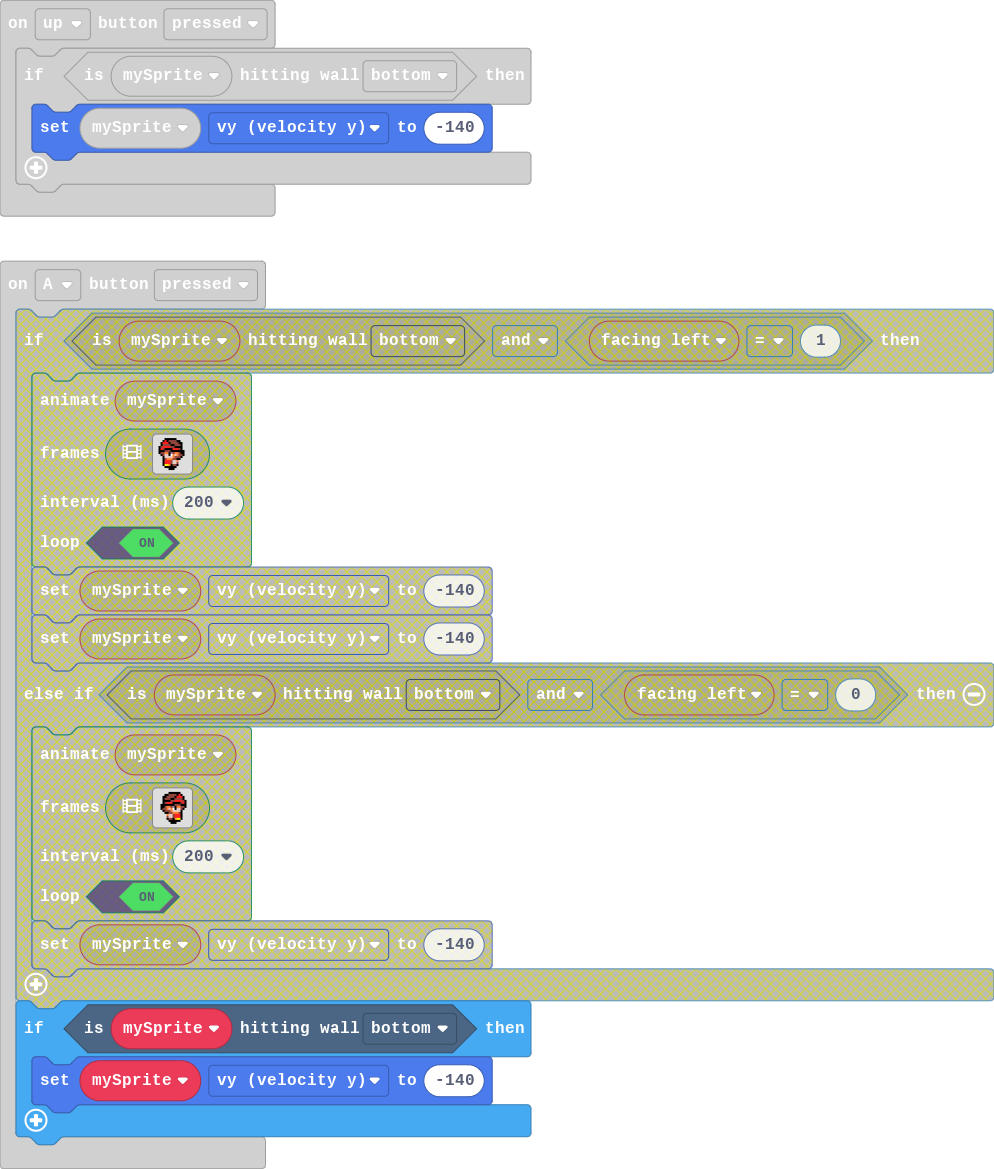 on up button pressed
if is mySprite hitting wall bottom then
set mySprite vy (velocity y) to -140
on A button pressed
if is mySprite hitting wall bottom and facing left = 1 then
animate mySprite
frames
interval (ms) 200
loop ON
set mySprite vy (velocity y) to -140
set mySprite vy (velocity y) to -140
else if is mySprite hitting wall bottom and facing left = 0 then
animate mySprite
frames
interval (ms) 200
loop ON
set mySprite vy (velocity y) to -140
if is mySprite hitting wall bottom then
set mySprite vy (velocity y) to -140